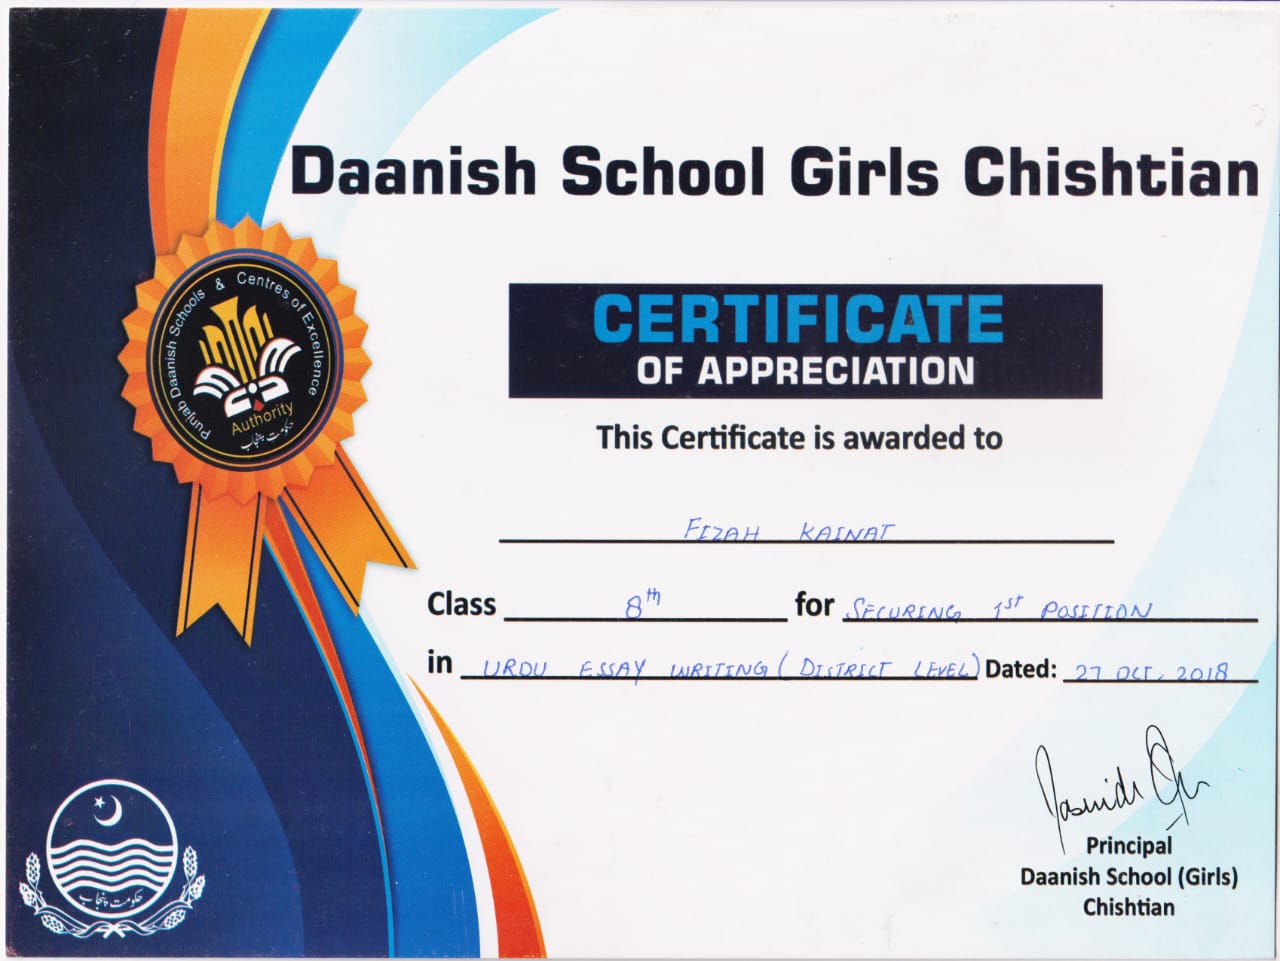 Daanish School Girls Chishtian
Punjab Daanish Schools & Centres of Excellence
Authority
حکومت پنجاب
CERTIFICATE
OF APPRECIATION
This Certificate is awarded to
FIZAH KAINAT
Class 8th for SECURING 1st POSITION
in URDU ESSAY WRITING (DISTRICT LEVEL) Dated: 27 OCT, 2018
Principal
Daanish School (Girls)
Chishtian
حکومت پنجاب